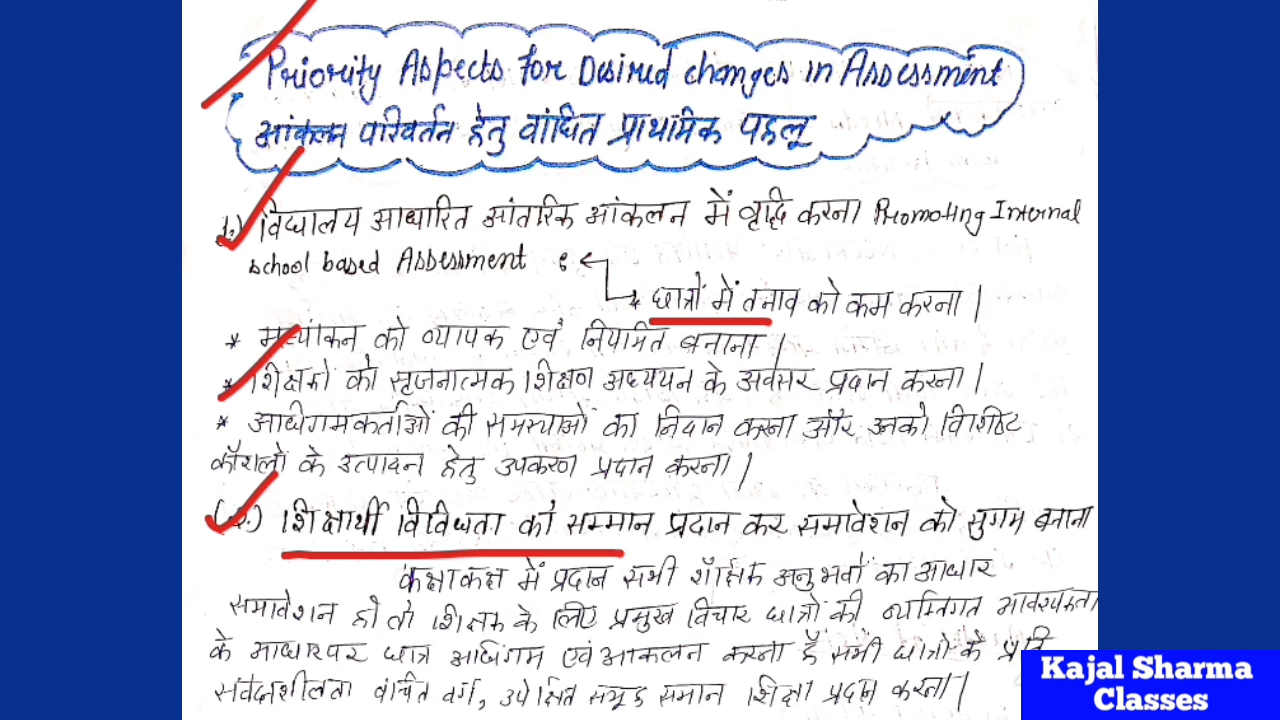 Priority Aspects for Desired changes in Assessment
आंकलन परिवर्तन हेतु वांछित प्राथमिक पहलू
1.) विद्यालय आधारित आंतरिक आंकलन में वृद्धि करना Promoting Internal
school based Assessment :
* छात्रों में तनाव को कम करना |
* मूल्यांकन को व्यापक एवं नियमित बनाना |
* शिक्षकों को सृजनात्मक शिक्षण अध्ययन के अवसर प्रदान करना |
* अधिगमकर्ताओं की समस्याओं का निदान करना और उनको विशिष्ट
कौशलों के उत्पादन हेतु उपकरण प्रदान करना |
(2.) शिक्षार्थी विविधता को सम्मान प्रदान कर समावेशन को सुगम बनाना
कक्षाकक्ष में प्रदान सभी शैक्षिक अनुभवों का आधार
समावेशन हो तो शिक्षक के लिए प्रमुख विचार छात्रों की व्यक्तिगत आवश्यकता
के आधार पर छात्र अधिगम एवं आकलन करना है सभी छात्रों के प्रति
संवेदनशीलता वंचित वर्ग, उपेक्षित समूह समान शिक्षा प्रदान करना |
Kajal Sharma
Classes